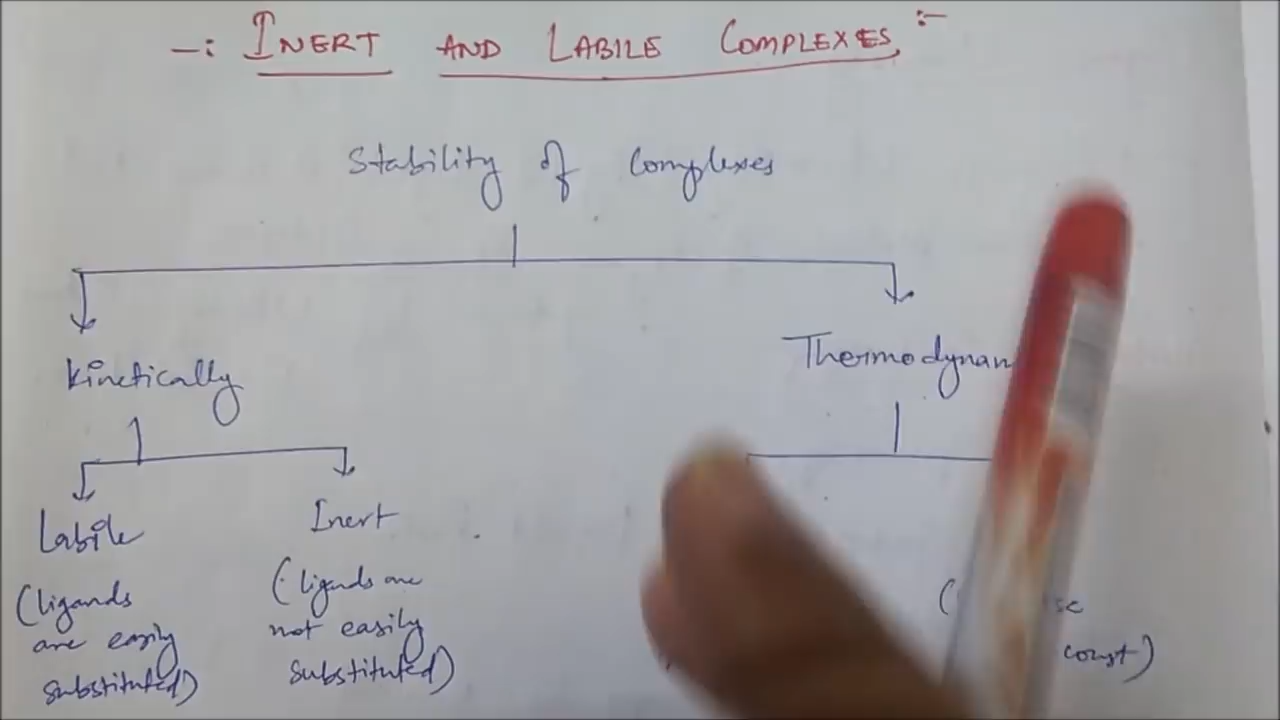 -: INERT AND LABILE COMPLEXES :-
Stability of Complexes
Kinetically
Thermodynam
Labile
Inert
(ligands
are easily
substituted)
(ligands are
not easily
substituted)
const)